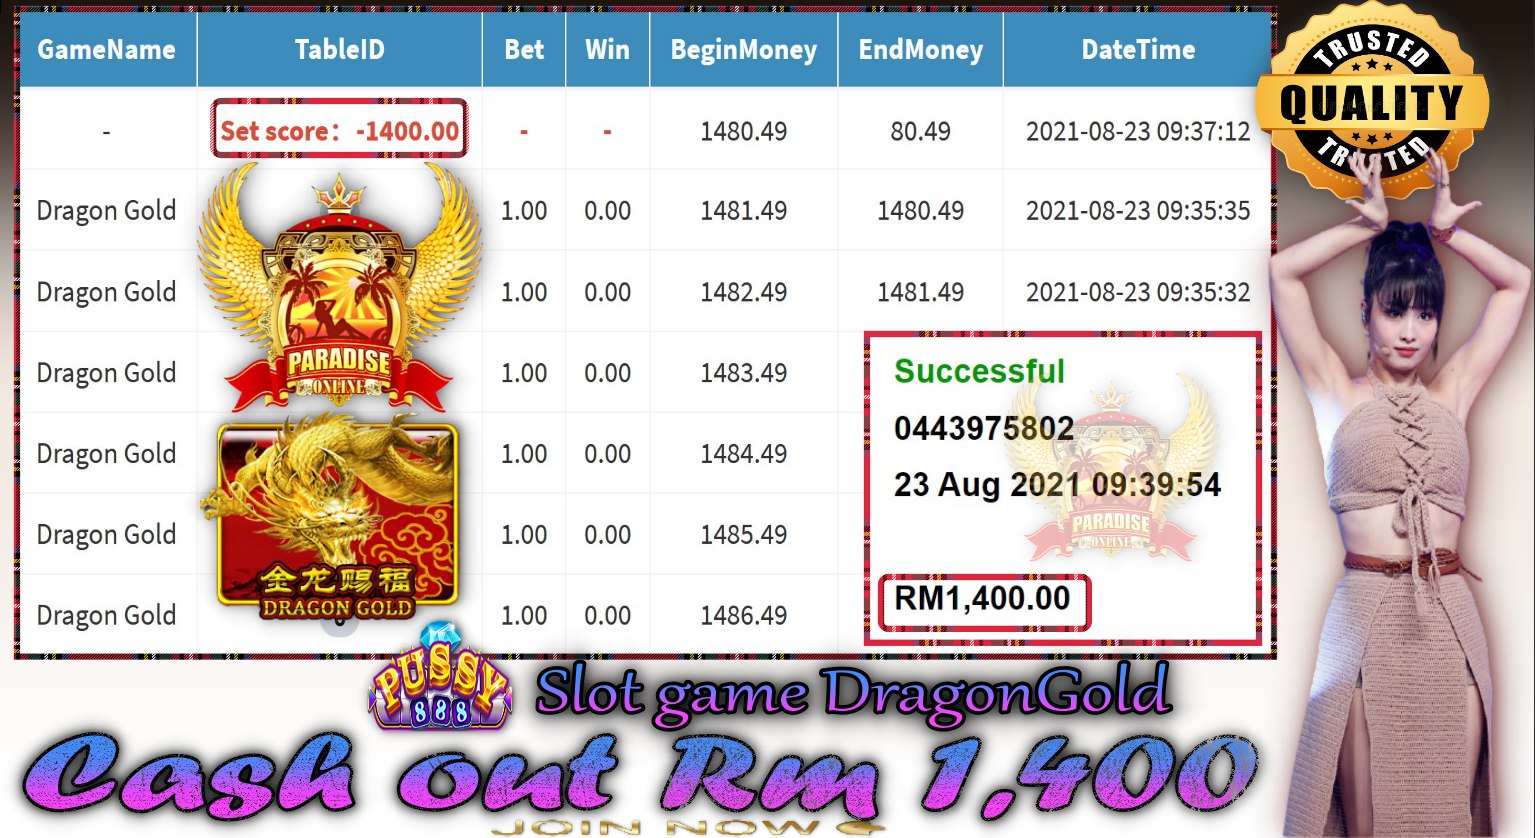 GameName TableID Bet Win BeginMoney EndMoney DateTime
- Set score：-1400.00 - - 1480.49 80.49 2021-08-23 09:37:12
Dragon Gold 1.00 0.00 1481.49 1480.49 2021-08-23 09:35:35
Dragon Gold 1.00 0.00 1482.49 1481.49 2021-08-23 09:35:32
Dragon Gold 1.00 0.00 1483.49
Dragon Gold 1.00 0.00 1484.49
Dragon Gold 1.00 0.00 1485.49
Dragon Gold 1.00 0.00 1486.49
PARADISE
ONLINE
金龙赐福
DRAGON GOLD
Successful
0443975802
23 Aug 2021 09:39:54
PARADISE
ONLINE
RM1,400.00
TRUSTED
QUALITY
TRUSTED
PUSSY
888
Slot game DragonGold
Cash out Rm 1,400
JOIN NOW